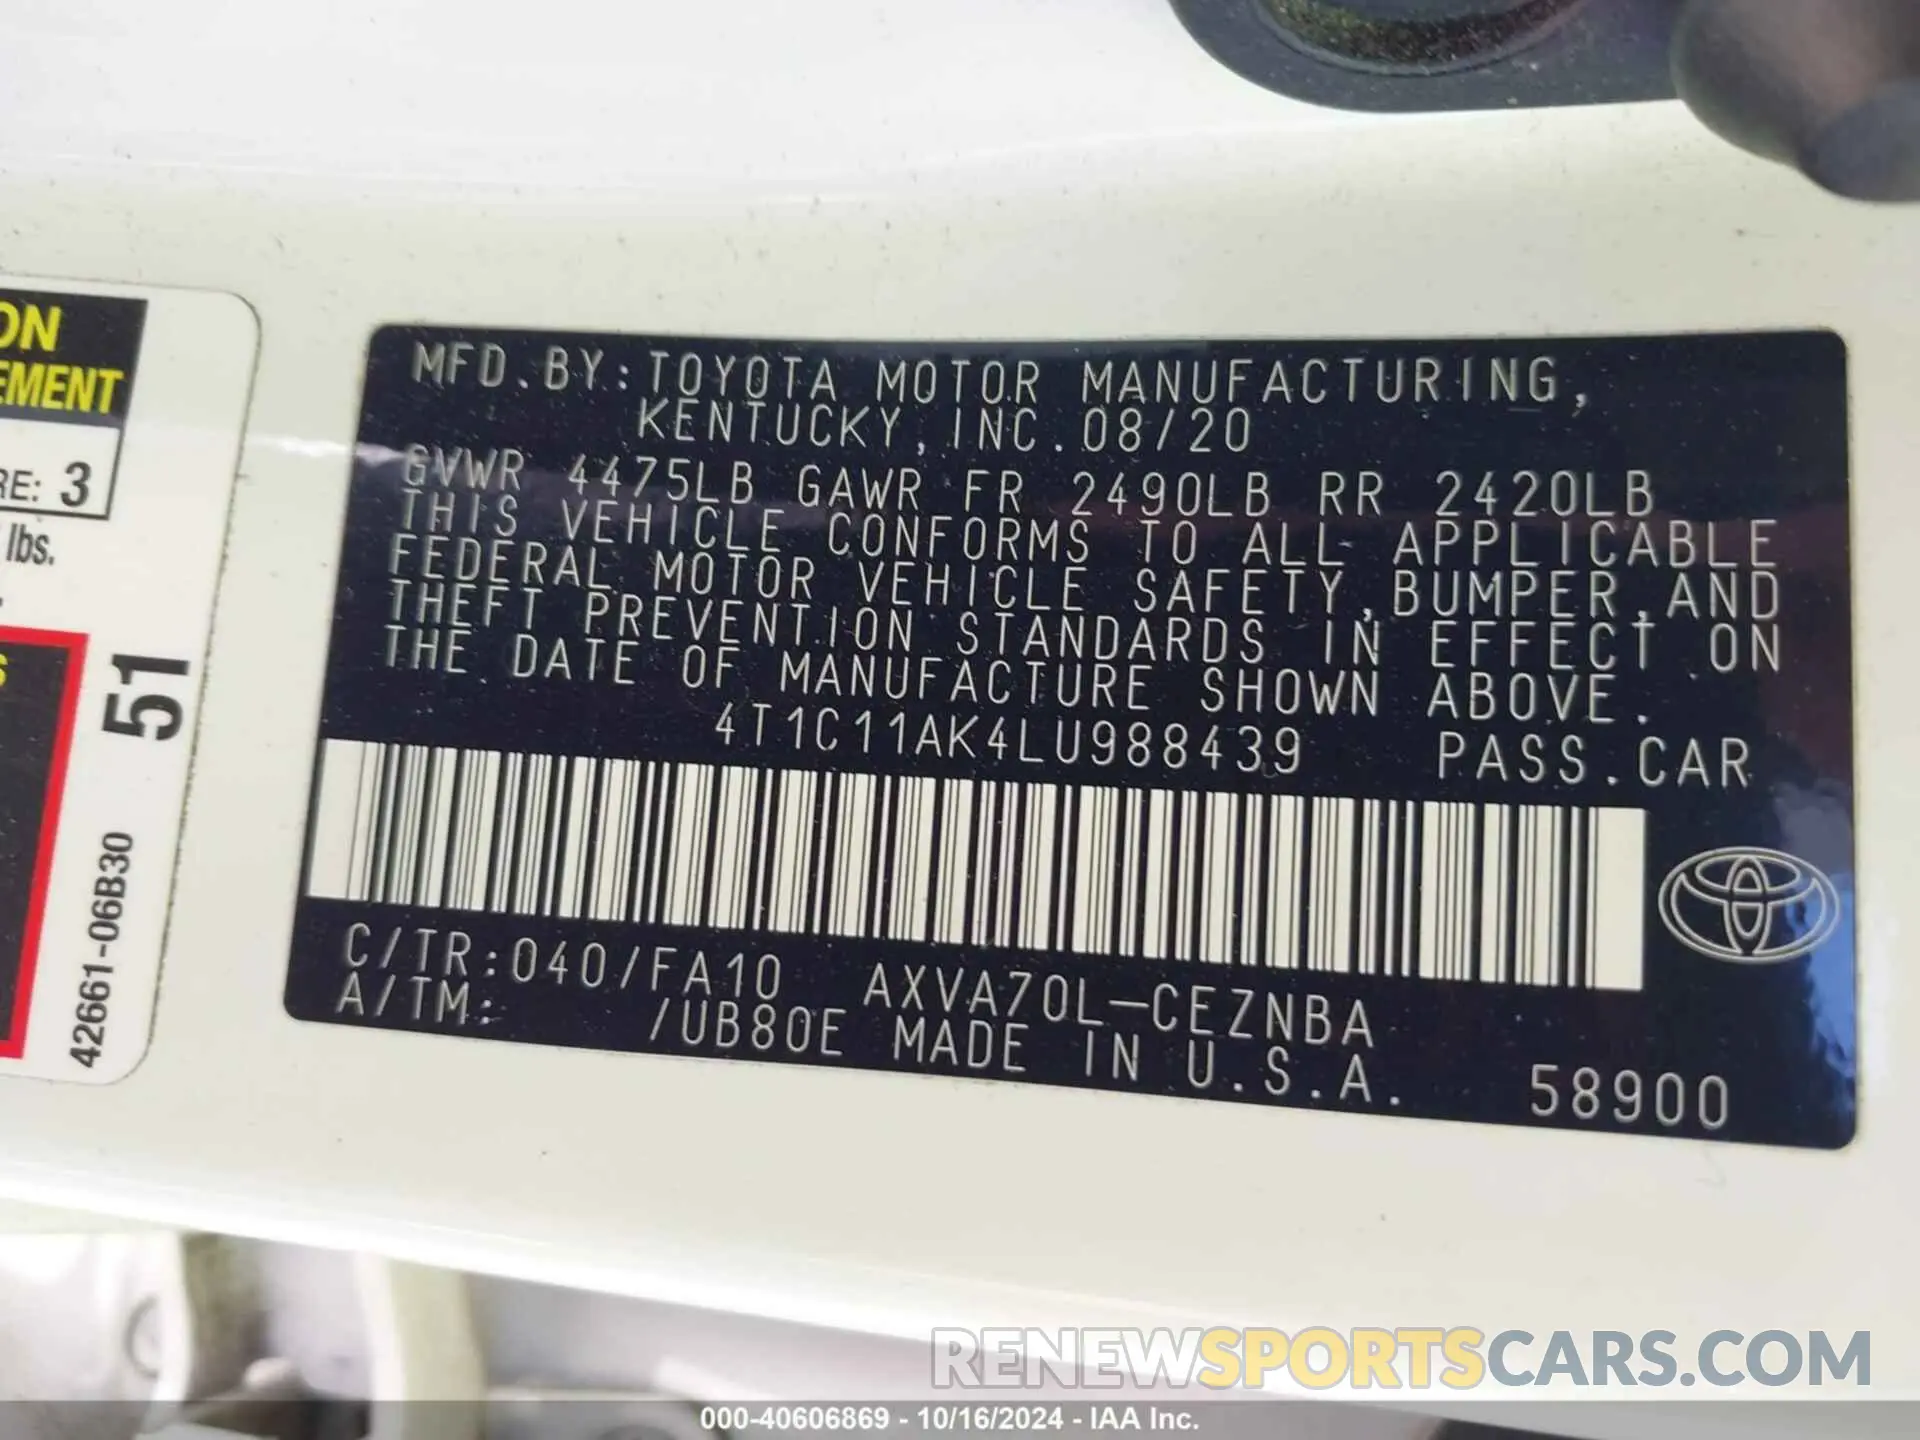 ON
EMENT
RE: 3
lbs.
S
51
42661-06B30
MFD.BY:TOYOTA MOTOR MANUFACTURING,
KENTUCKY,INC.08/20
GVWR 4475LB GAWR FR 2490LB RR 2420LB
THIS VEHICLE CONFORMS TO ALL APPLICABLE
FEDERAL MOTOR VEHICLE SAFETY,BUMPER,AND
THEFT PREVENTION STANDARDS IN EFFECT ON
THE DATE OF MANUFACTURE SHOWN ABOVE.
4T1C11AK4LU988439 PASS.CAR
C/TR:040/FA10 AXVA70L-CEZNBA
A/TM: /UB80E MADE IN U.S.A.
58900
RENEWSPORTSCARS.COM
000-40606869 - 10/16/2024 - IAA Inc.